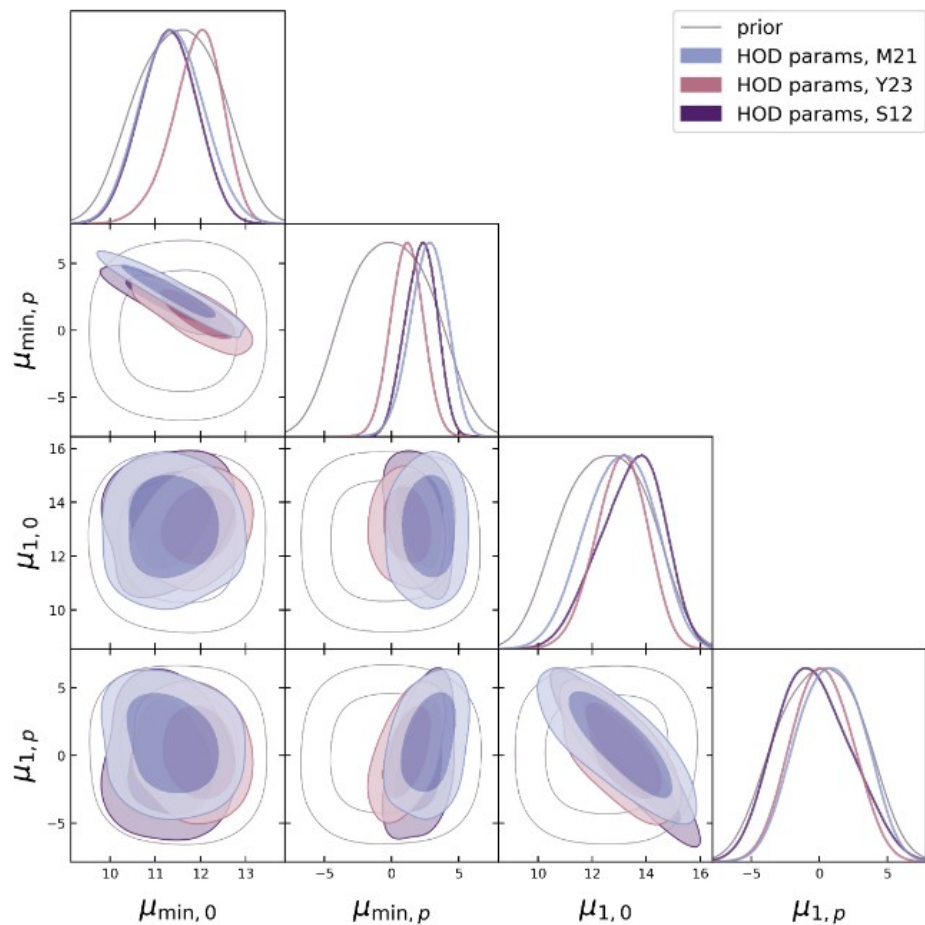 prior
HOD params, M21
HOD params, Y23
HOD params, S12
5
0
−5
μmin, p
16
14
12
10
μ1, 0
5
0
−5
μ1, p
10 11 12 13 −5 0 5 10 12 14 16 −5 0 5
μmin, 0 μmin, p μ1, 0 μ1, p